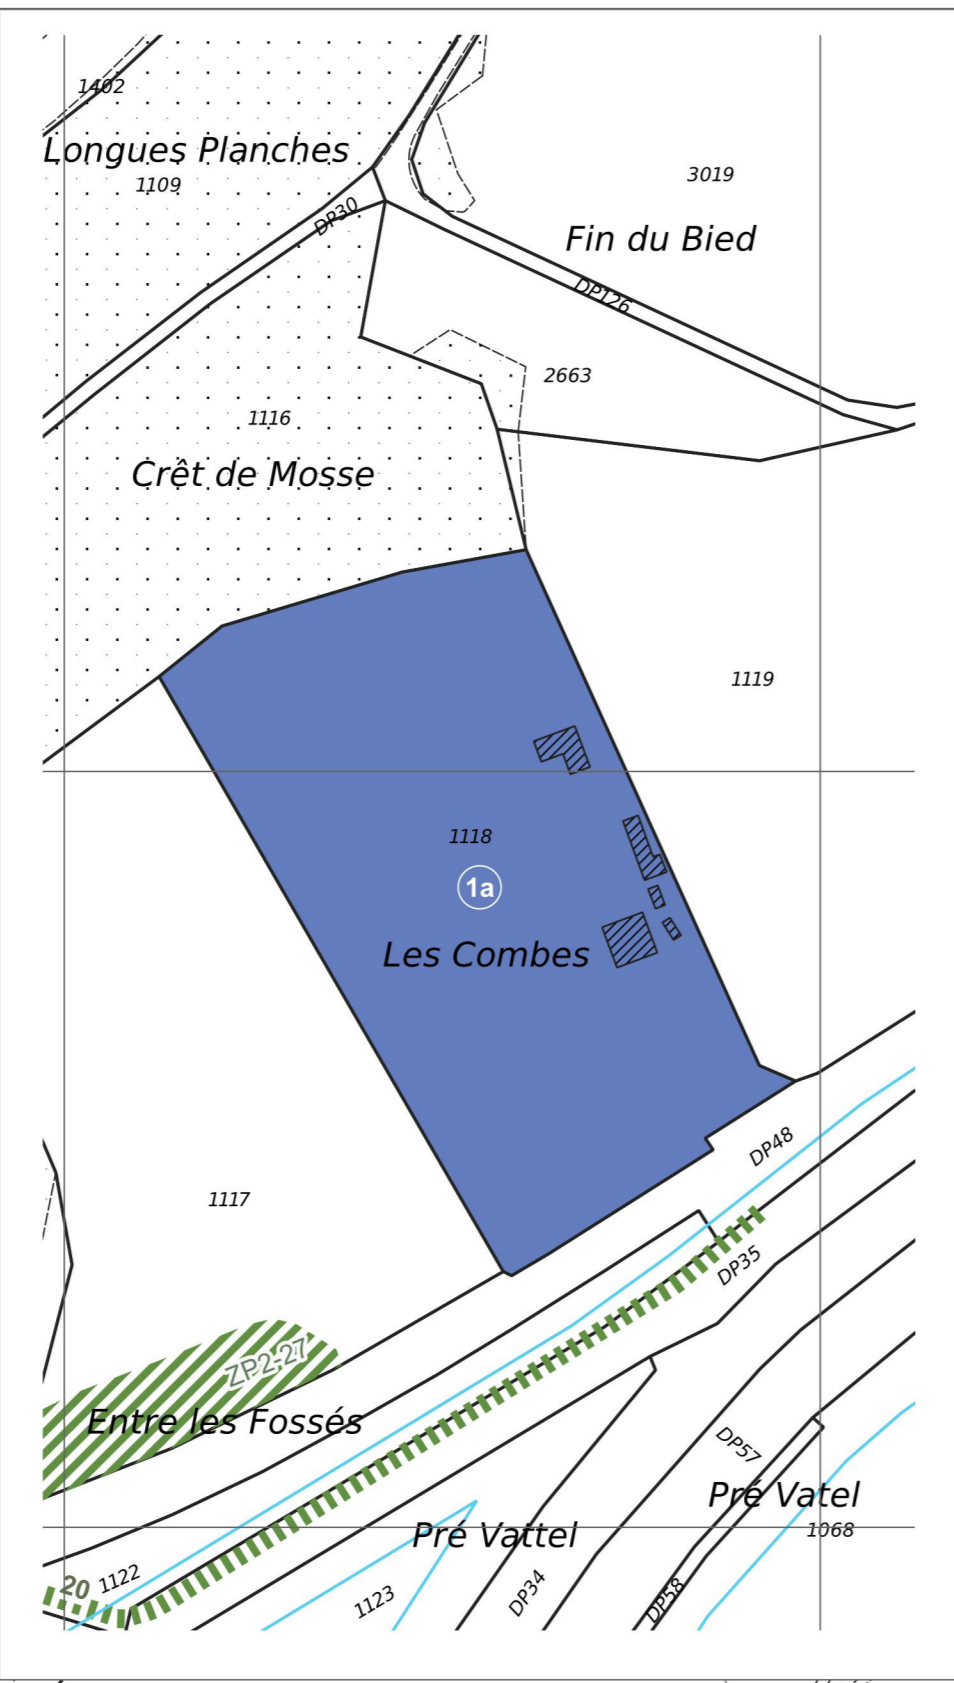 1402
Longues Planches
1109
3019
DP30
Fin du Bied
DP126
2663
1116
Crêt de Mosse
1119
1118
1a
Les Combes
DP48
1117
DP35
ZP2-27
Entre les Fossés
DP57
Pré Vatel
1068
Pré Vattel
20
1122
1123
DP34
DP58